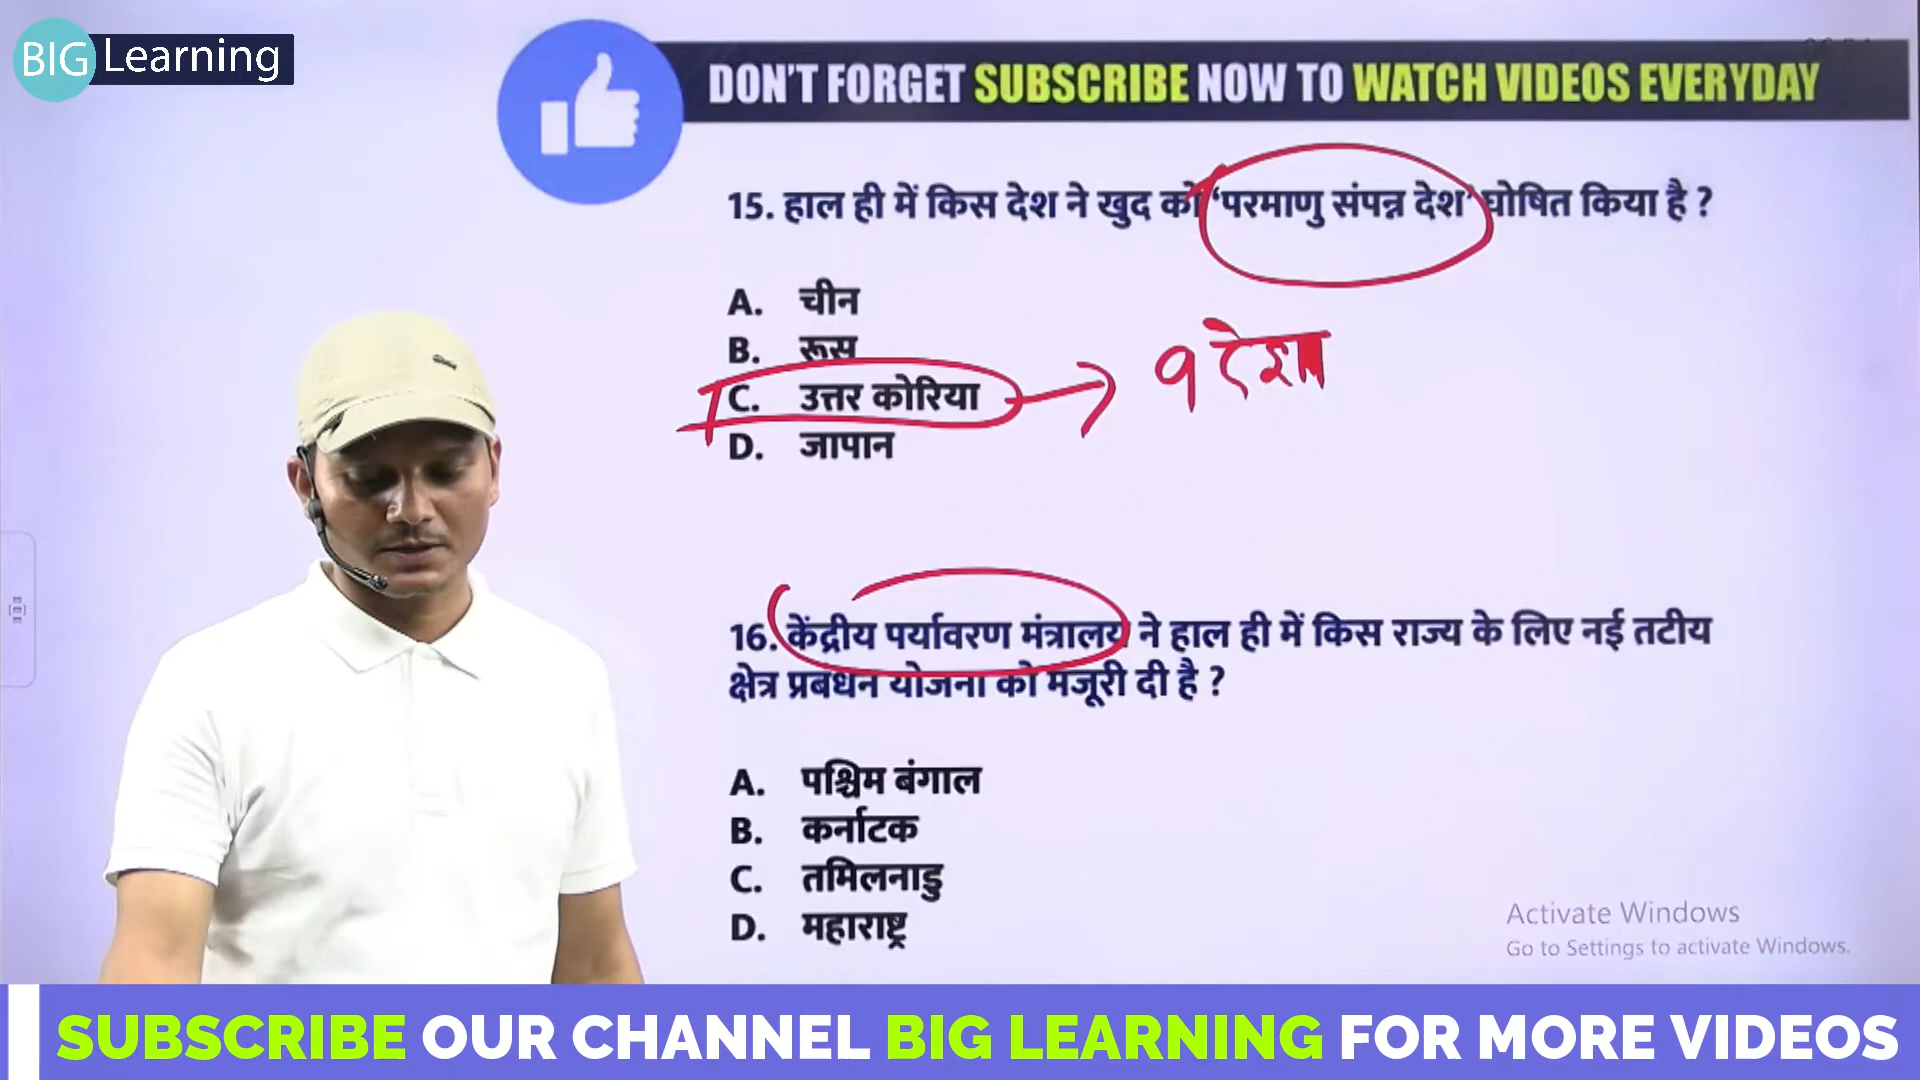 BIG Learning
DON'T FORGET SUBSCRIBE NOW TO WATCH VIDEOS EVERYDAY
15. हाल ही में किस देश ने खुद को 'परमाणु संपन्न देश' घोषित किया है ?
A. चीन
B. रूस
C. उत्तर कोरिया
9 देश
D. जापान
16. केंद्रीय पर्यावरण मंत्रालय ने हाल ही में किस राज्य के लिए नई तटीय
क्षेत्र प्रबंधन योजना को मंजूरी दी है ?
A. पश्चिम बंगाल
B. कर्नाटक
C. तमिलनाडु
D. महाराष्ट्र
Activate Windows
Go to Settings to activate Windows.
SUBSCRIBE OUR CHANNEL BIG LEARNING FOR MORE VIDEOS